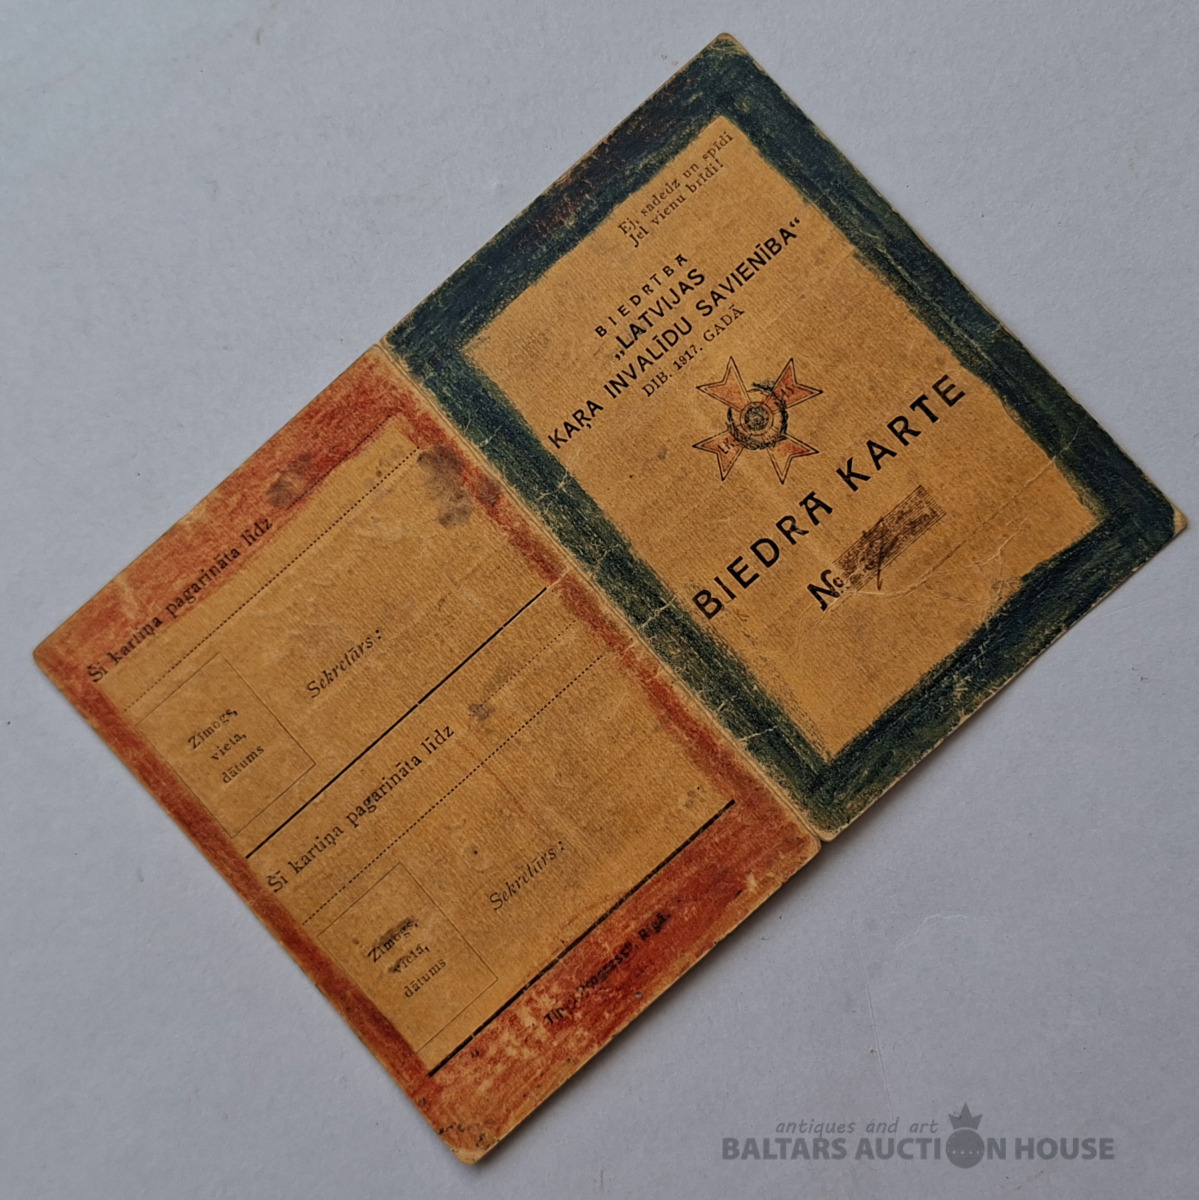 Ej, sadedz un spīdi
Jel vienu brīdi!
BIEDRĪBA
„LATVIJAS
KAŖA INVALĪDU SAVIENĪBA“
DIB. 1917. GADĀ
BIEDRA KARTE
No
Šī kartiņa pagarināta līdz
Sekretārs:
Zīmogs,
vieta,
dātums
Šī kartiņa pagarināta līdz
Sekretārs:
Zīmogs,
vieta,
dātums
Rīgā.
antiques and art
BALTARS AUCTION HOUSE